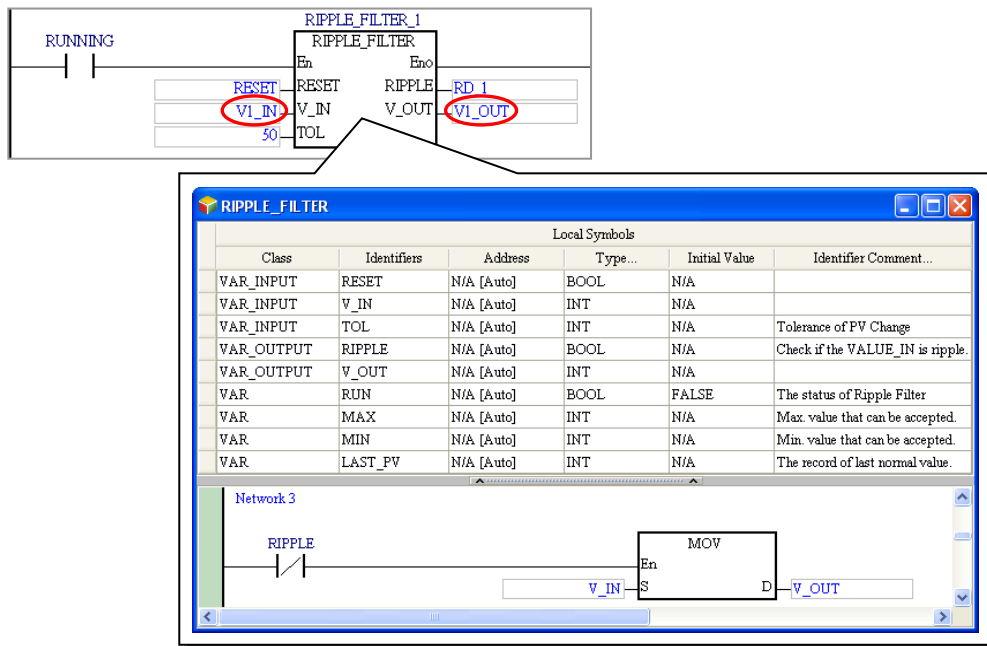 RIPPLE_FILTER_1
RUNNING
RIPPLE_FILTER
En Eno
RESET RESET RIPPLE RD_1
V1_IN V_IN V_OUT V1_OUT
50 TOL
RIPPLE_FILTER
Local Symbols
Class Identifiers Address Type... Initial Value Identifier Comment...
VAR_INPUT RESET N/A [Auto] BOOL N/A
VAR_INPUT V_IN N/A [Auto] INT N/A
VAR_INPUT TOL N/A [Auto] INT N/A Tolerance of PV Change
VAR_OUTPUT RIPPLE N/A [Auto] BOOL N/A Check if the VALUE_IN is ripple.
VAR_OUTPUT V_OUT N/A [Auto] INT N/A
VAR RUN N/A [Auto] BOOL FALSE The status of Ripple Filter
VAR MAX N/A [Auto] INT N/A Max. value that can be accepted.
VAR MIN N/A [Auto] INT N/A Min. value that can be accepted.
VAR LAST_PV N/A [Auto] INT N/A The record of last normal value.
Network 3
RIPPLE
MOV
En
V_IN S D V_OUT